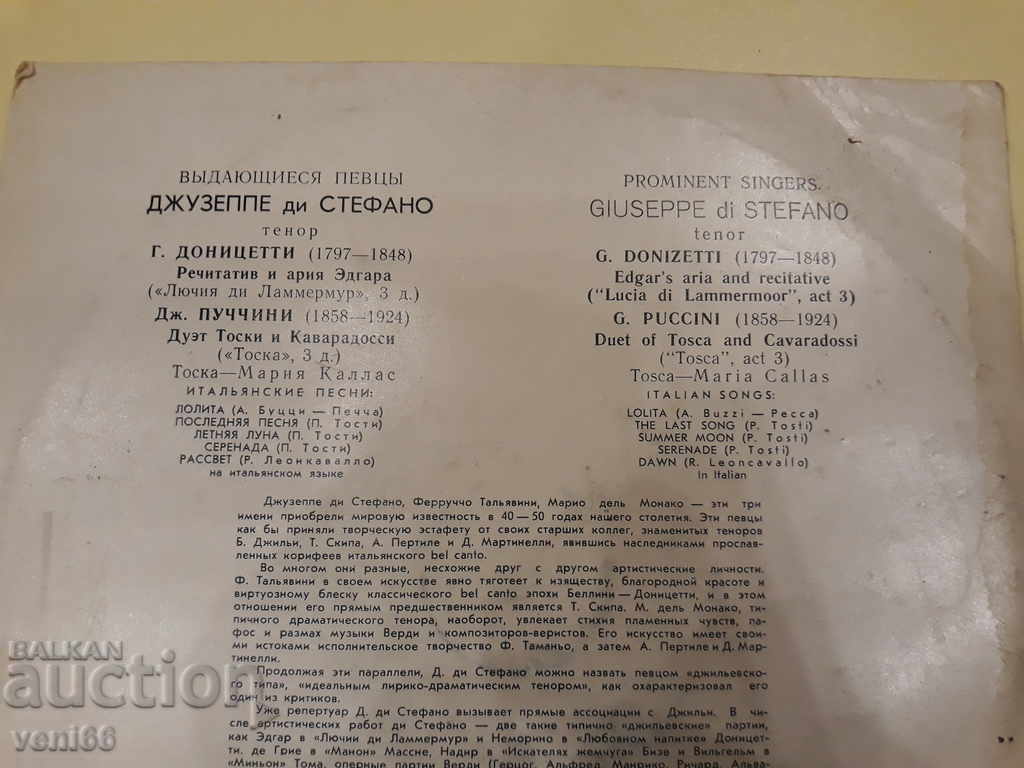 ВЫДАЮЩИЕСЯ ПЕВЦЫ
ДЖУЗЕППЕ ди СТЕФАНО
тенор
Г. ДОНИЦЕТТИ (1797—1848)
Речитатив и ария Эдгара
(«Лючия ди Ламмермур», 3 д.)
Дж. ПУЧЧИНИ (1858—1924)
Дуэт Тоски и Каварадосси
(«Тоска», 3 д.)
Тоска—Мария Каллас
ИТАЛЬЯНСКИЕ ПЕСНИ:
ЛОЛИТА (А. Буцци — Печча)
ПОСЛЕДНЯЯ ПЕСНЯ (П. Тости)
ЛЕТНЯЯ ЛУНА (П. Тости)
СЕРЕНАДА (П. Тости)
РАССВЕТ (Р. Леонкавалло)
на итальянском языке
PROMINENT SINGERS.
GIUSEPPE di STEFANO
tenor
G. DONIZETTI (1797—1848)
Edgar's aria and recitative
("Lucia di Lammermoor", act 3)
G. PUCCINI (1858—1924)
Duet of Tosca and Cavaradossi
("Tosca", act 3)
Tosca—Maria Callas
ITALIAN SONGS:
LOLITA (A. Buzzi — Pecca)
THE LAST SONG (P. Tosti)
SUMMER MOON (P. Tosti)
SERENADE (P. Tosti)
DAWN (R. Leoncavallo)
In Italian
Джузеппе ди Стефано, Ферруччо Тальявини, Марио дель Монако — эти три
имени приобрели мировую известность в 40—50 годах нашего столетия. Эти певцы
как бы приняли творческую эстафету от своих старших коллег, знаменитых теноров
Б. Джильи, Т. Скипа, А. Пертиле и Д. Мартинелли, явившись наследниками прослав-
ленных корифеев итальянского bel canto.
Во многом они разные, несхожие друг с другом артистические личности.
Ф. Тальявини в своем искусстве явно тяготеет к изяществу, благородной красоте и
виртуозному блеску классического bel canto эпохи Беллини—Доницетти, и в этом
отношении его прямым предшественником является Т. Скипа. М. дель Монако, ти-
пичного драматического тенора, наоборот, увлекает стихия пламенных чувств, па-
фос и размах музыки Верди и композиторов-веристов. Его искусство имеет свои-
ми истоками исполнительское творчество Ф. Таманьо, а затем А. Пертиле и Д. Мар-
тинелли.
Продолжая эти параллели, Д. ди Стефано можно назвать певцом «джильевско-
го типа», «идеальным лирико-драматическим тенором», как охарактеризовал его
один из критиков.
Уже репертуар Д. ди Стефано вызывает прямые ассоциации с Джильи. В чи-
сле артистических работ ди Стефано — две такие типично «джильевские» партии,
как Эдгар в «Лючии ди Ламмермур» и Неморино в «Любовном напитке» Доницет-
ти, де Грие в «Манон» Массне, Надир в «Искателях жемчуга» Бизе и Вильгельм в
«Миньон» Тома, оперные партии Верди (Герцог, Альфред, Манрико, Ричард, Альва-
BALKAN
auction
veni66